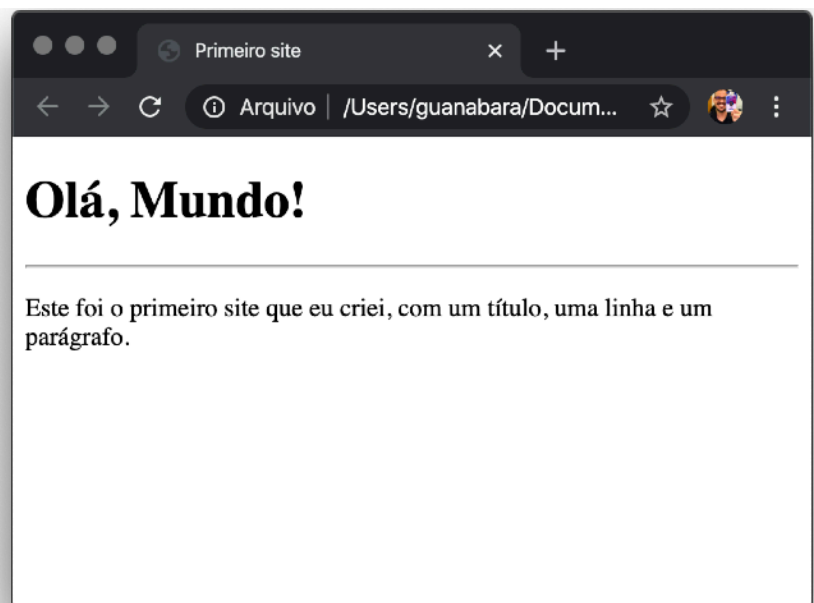 Primeiro site
Arquivo | /Users/guanabara/Docum...
Olá, Mundo!
Este foi o primeiro site que eu criei, com um título, uma linha e um
parágrafo.